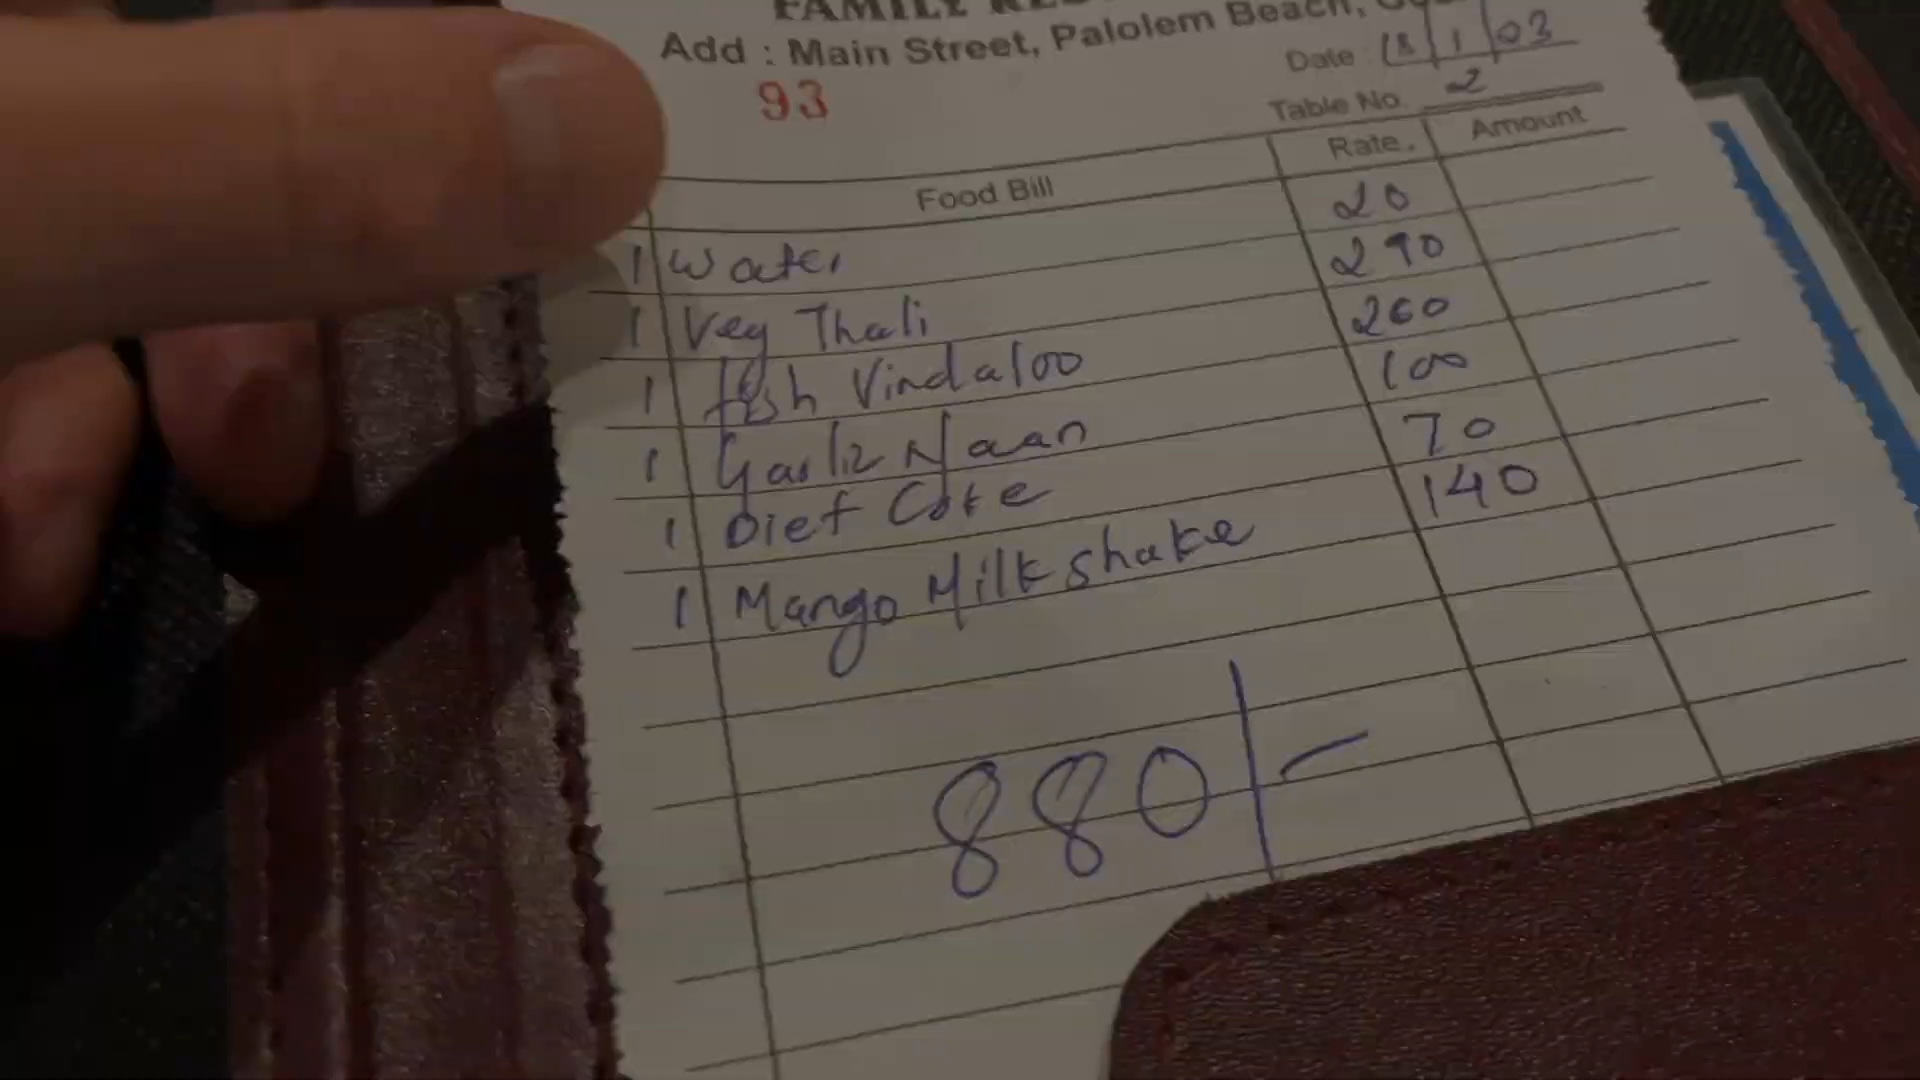 FAMILY
Add : Main Street, Palolem Beach,
Date : 18/1/03
93
Table No. 2
Food Bill Rate. Amount
1 Water 20
1 Veg Thali 290
1 fish Vindaloo 260
1 Garlic Naan 100
1 Diet Coke 70
1 Mango Milkshake 140
880/-